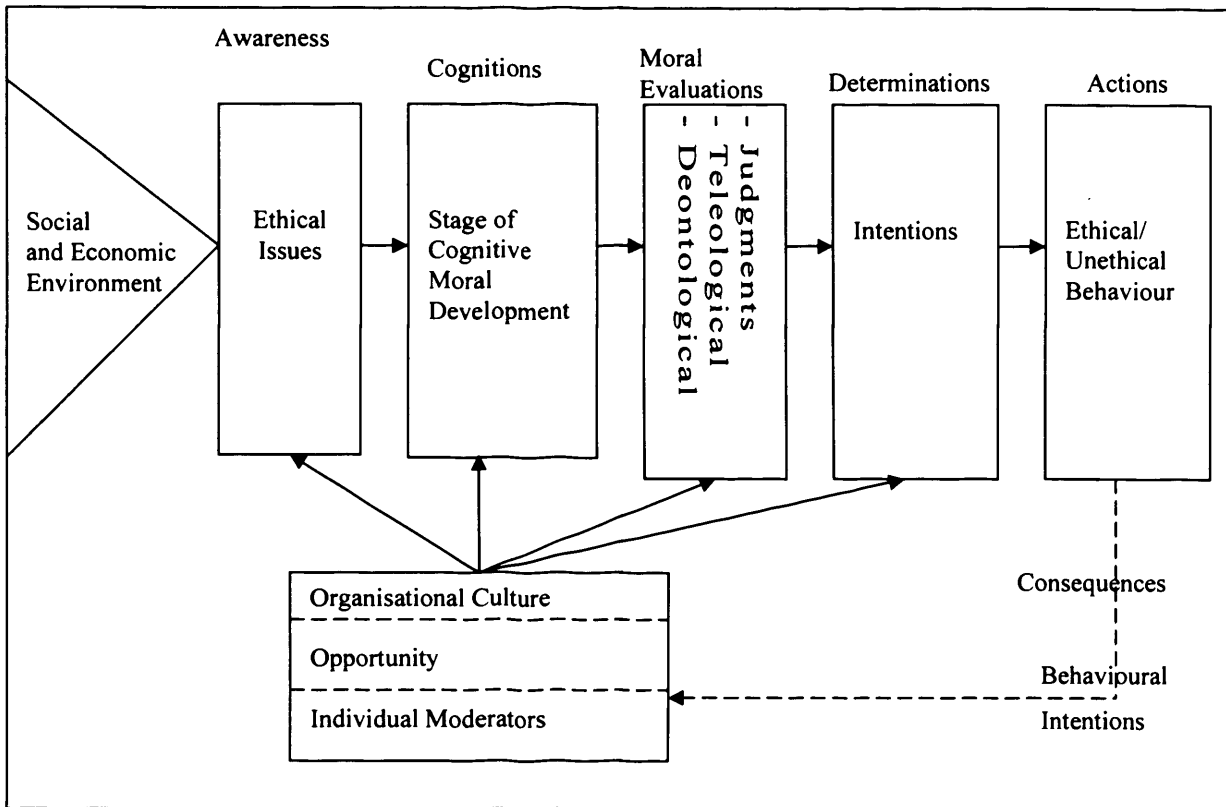 Awareness
Cognitions
Moral
Evaluations
Determinations
Actions
Social
and Economic
Environment
Ethical
Issues
Stage of
Cognitive
Moral
Development
- Judgments
- Teleological
- Deontological
Intentions
Ethical/
Unethical
Behaviour
Organisational Culture
Opportunity
Individual Moderators
Consequences
Behavioural
Intentions